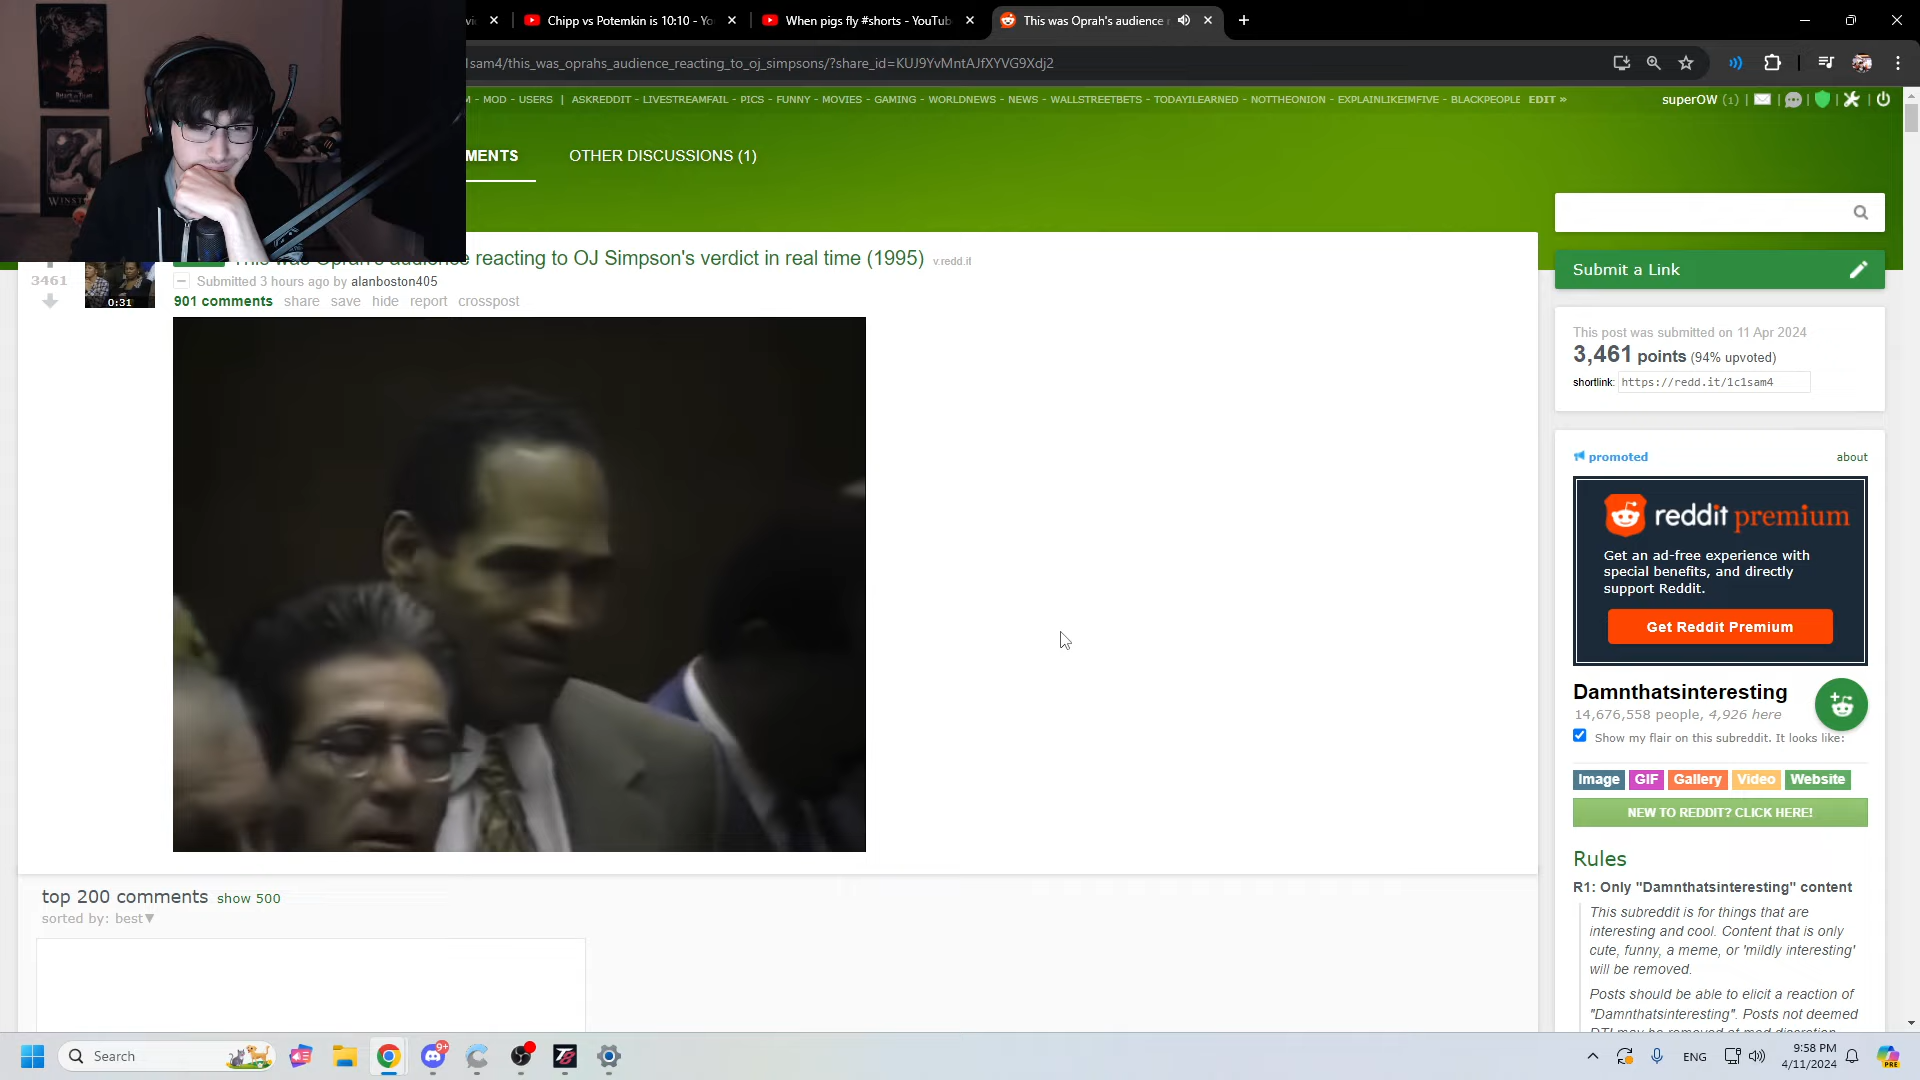 Chipp vs Potemkin is 10:10 - Yo
When pigs fly #shorts - YouTub
This was Oprah's audience
1sam4/this_was_oprahs_audience_reacting_to_oj_simpsons/?share_id=KUJ9YvMntAJfXYVG9Xdj2
- MOD - USERS | ASKREDDIT - LIVESTREAMFAIL - PICS - FUNNY - MOVIES - GAMING - WORLDNEWS - NEWS - WALLSTREETBETS - TODAYILEARNED - NOTTHEONION - EXPLAINLIKEIMFIVE - BLACKPEOPLE EDIT »
superOW (1)
MENTS
OTHER DISCUSSIONS (1)
reacting to OJ Simpson's verdict in real time (1995) v.redd.it
3461
Submitted 3 hours ago by alanboston405
0:31
901 comments share save hide report crosspost
Submit a Link
This post was submitted on 11 Apr 2024
3,461 points (94% upvoted)
shortlink: https://redd.it/1c1sam4
promoted
about
reddit premium
Get an ad-free experience with
special benefits, and directly
support Reddit.
Get Reddit Premium
Damnthatsinteresting
14,676,558 people, 4,926 here
Show my flair on this subreddit. It looks like:
Image GIF Gallery Video Website
NEW TO REDDIT? CLICK HERE!
Rules
R1: Only "Damnthatsinteresting" content
This subreddit is for things that are
interesting and cool. Content that is only
cute, funny, a meme, or 'mildly interesting'
will be removed.
Posts should be able to elicit a reaction of
"Damnthatsinteresting". Posts not deemed
top 200 comments show 500
sorted by: best▼
Search
9+
ENG
9:58 PM
4/11/2024
PRE